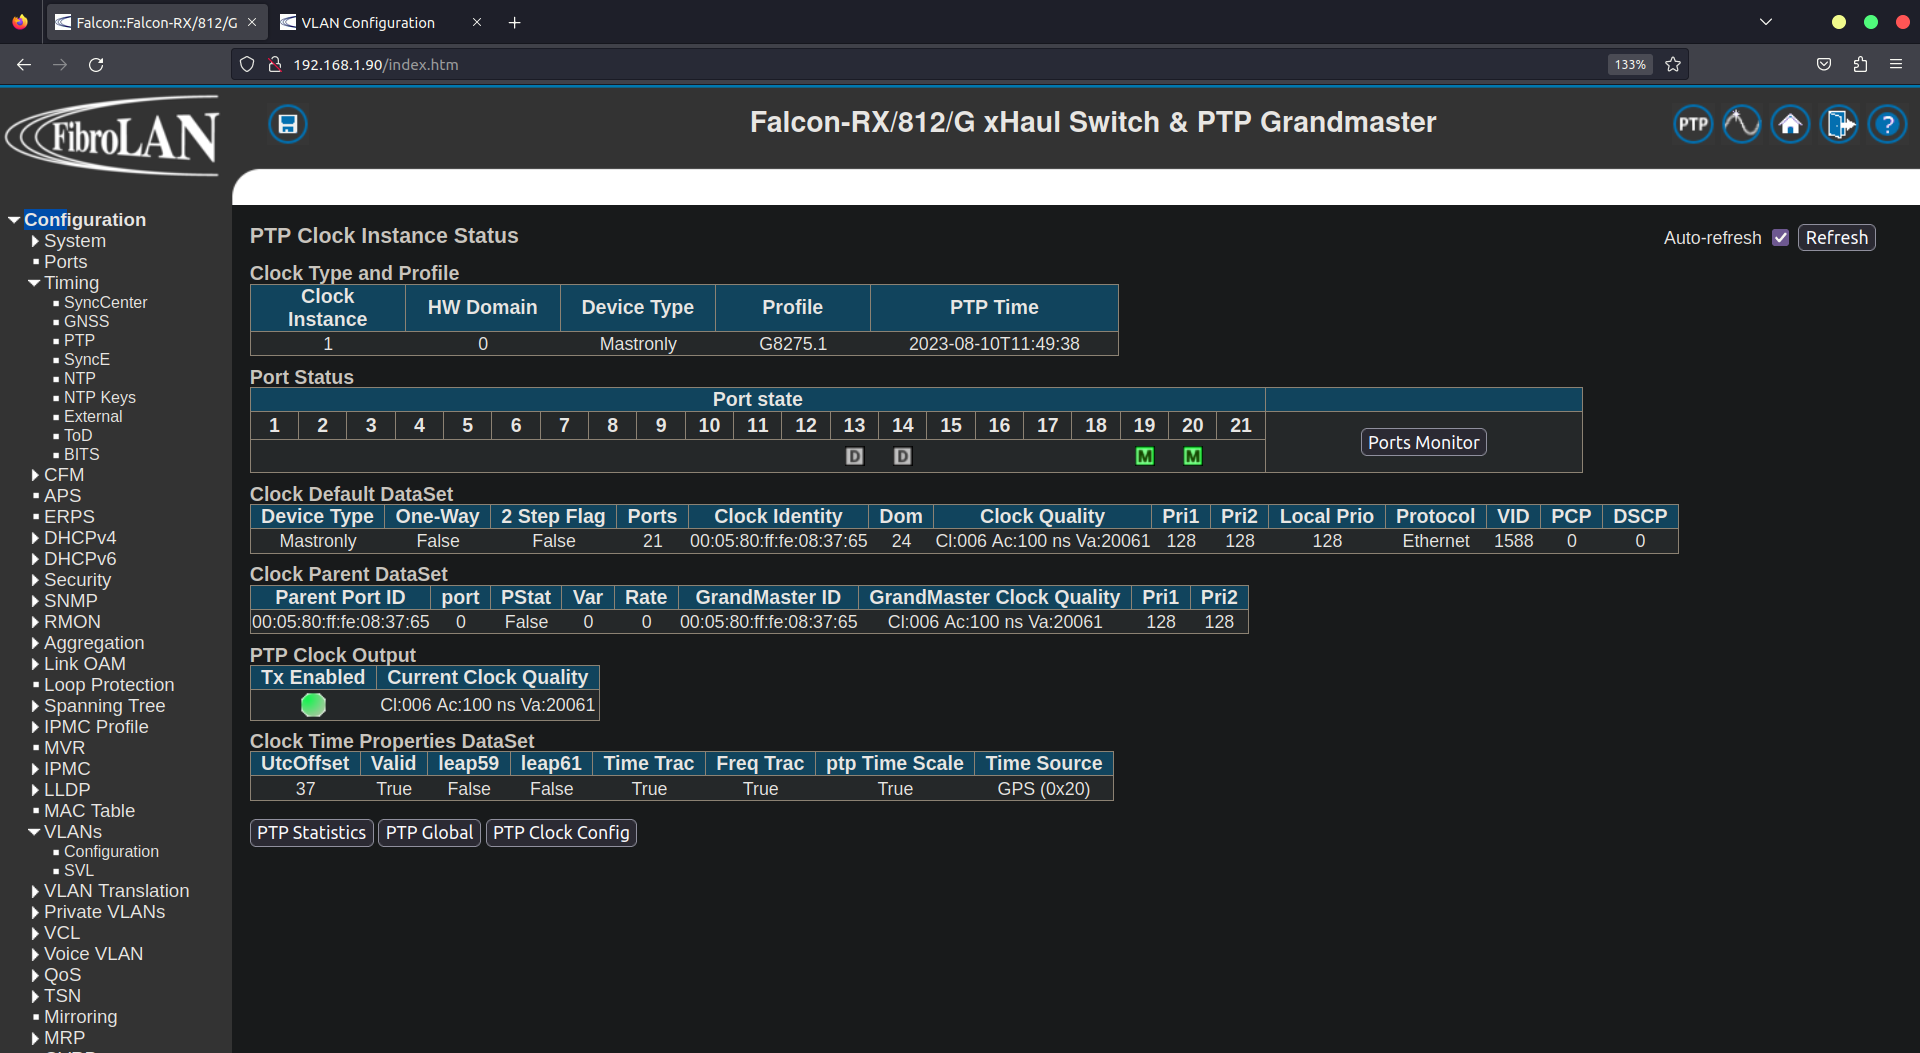 Falcon::Falcon-RX/812/G
VLAN Configuration
192.168.1.90/index.htm
133%
FibroLAN
Falcon-RX/812/G xHaul Switch & PTP Grandmaster
PTP
?
Configuration
System
Ports
Timing
SyncCenter
GNSS
PTP
SyncE
NTP
NTP Keys
External
ToD
BITS
CFM
APS
ERPS
DHCPv4
DHCPv6
Security
SNMP
RMON
Aggregation
Link OAM
Loop Protection
Spanning Tree
IPMC Profile
MVR
IPMC
LLDP
MAC Table
VLANs
Configuration
SVL
VLAN Translation
Private VLANs
VCL
Voice VLAN
QoS
TSN
Mirroring
MRP
PTP Clock Instance Status
Auto-refresh Refresh
Clock Type and Profile
Clock Instance HW Domain Device Type Profile PTP Time
1 0 Mastronly G8275.1 2023-08-10T11:49:38
Port Status
Port state
1 2 3 4 5 6 7 8 9 10 11 12 13 14 15 16 17 18 19 20 21
D D M M
Ports Monitor
Clock Default DataSet
Device Type One-Way 2 Step Flag Ports Clock Identity Dom Clock Quality Pri1 Pri2 Local Prio Protocol VID PCP DSCP
Mastronly False False 21 00:05:80:ff:fe:08:37:65 24 Cl:006 Ac:100 ns Va:20061 128 128 128 Ethernet 1588 0 0
Clock Parent DataSet
Parent Port ID port PStat Var Rate GrandMaster ID GrandMaster Clock Quality Pri1 Pri2
00:05:80:ff:fe:08:37:65 0 False 0 0 00:05:80:ff:fe:08:37:65 Cl:006 Ac:100 ns Va:20061 128 128
PTP Clock Output
Tx Enabled Current Clock Quality
Cl:006 Ac:100 ns Va:20061
Clock Time Properties DataSet
UtcOffset Valid leap59 leap61 Time Trac Freq Trac ptp Time Scale Time Source
37 True False False True True True GPS (0x20)
PTP Statistics PTP Global PTP Clock Config